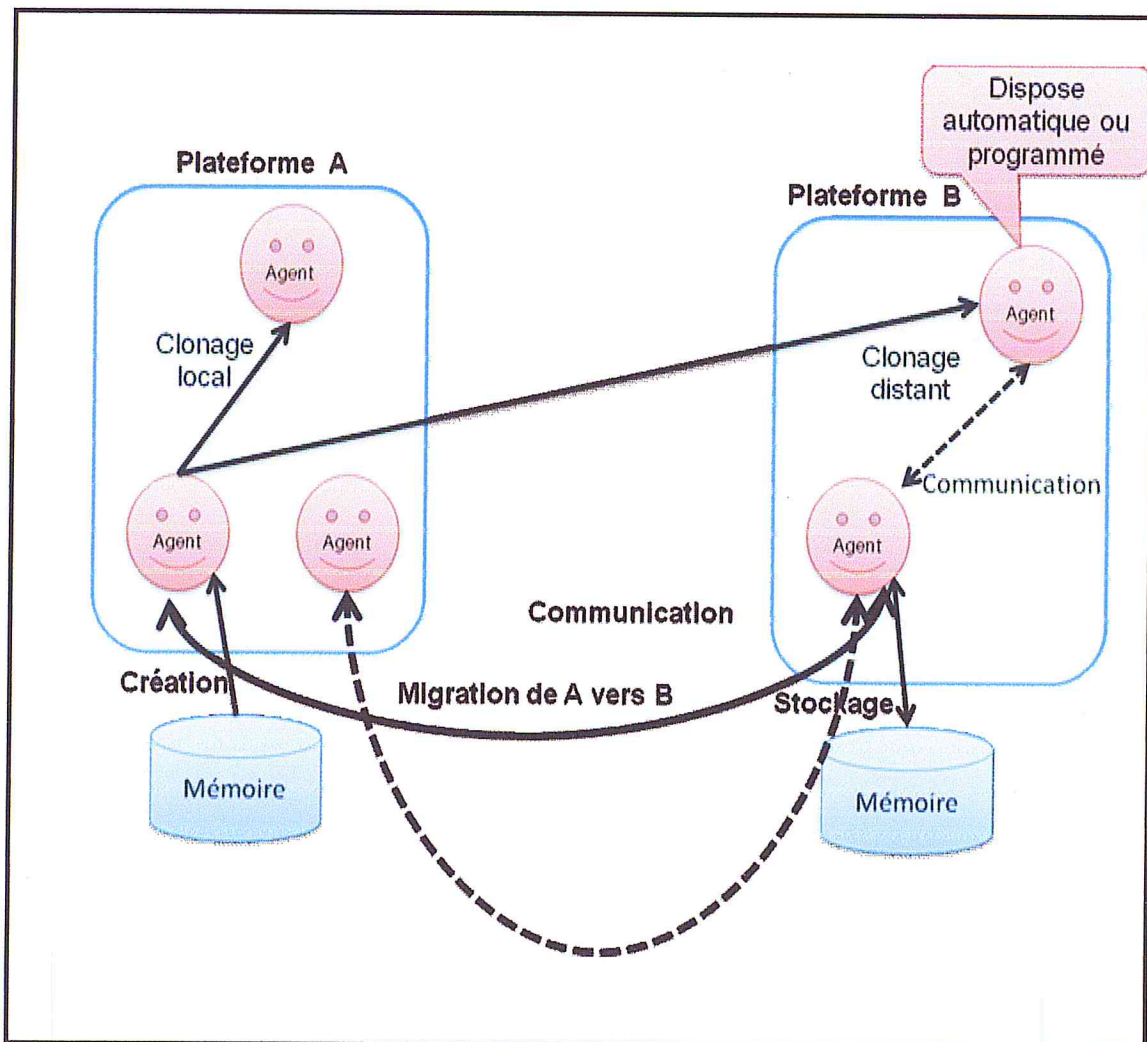 Dispose
automatique ou
programmé
Plateforme A
Plateforme B
Agent
Agent
Clonage
local
Clonage
distant
Communication
Agent
Agent
Agent
Communication
Création
Migration de A vers B
Stockage
Mémoire
Mémoire